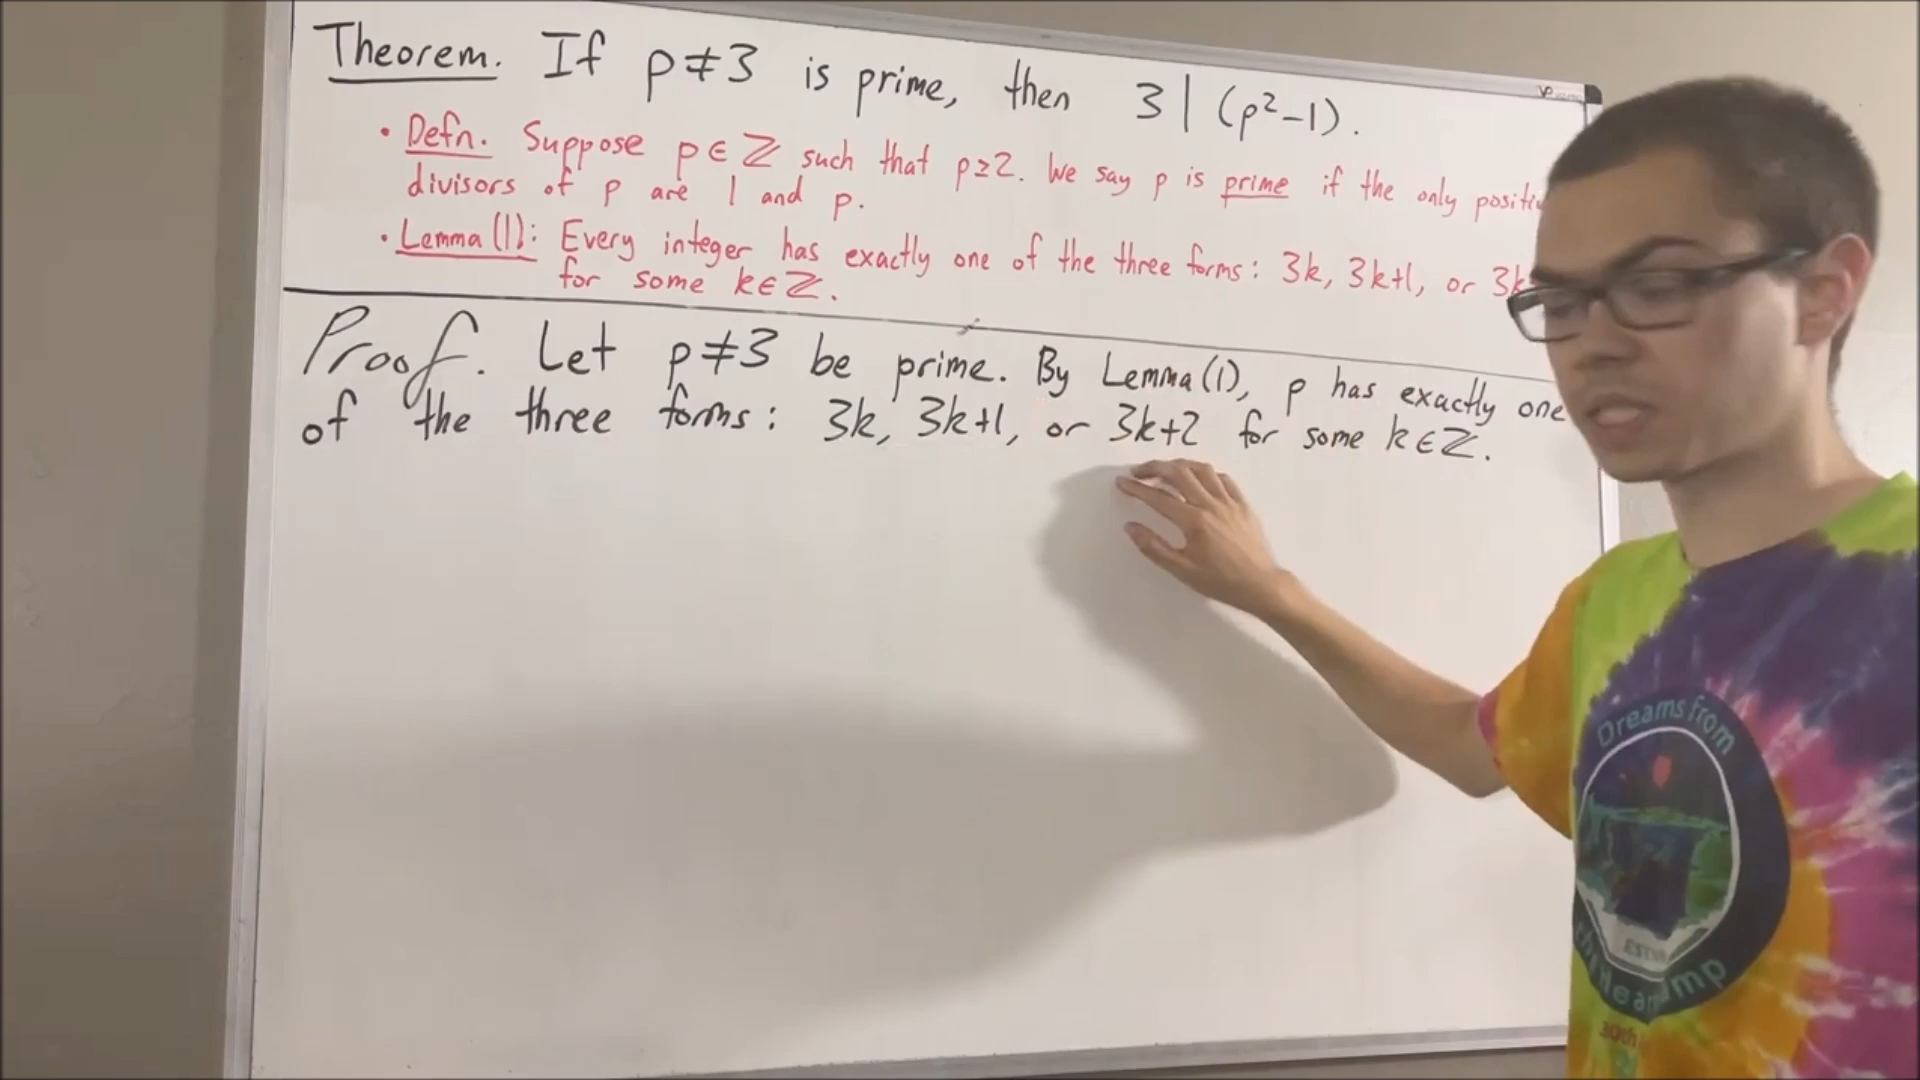 Theorem. If p≠3 is prime, then 3 | (p²-1).
• Defn. Suppose p∈ℤ such that p≥2. We say p is prime if the only
divisors of p are 1 and p.
• Lemma (1): Every integer has exactly one of the three forms: 3k, 3k+1, or
for some k∈ℤ.
Proof. Let p≠3 be prime. By Lemma (1), p has exactly one
of the three forms: 3k, 3k+1, or 3k+2 for some k∈ℤ.
Dreams from
30th